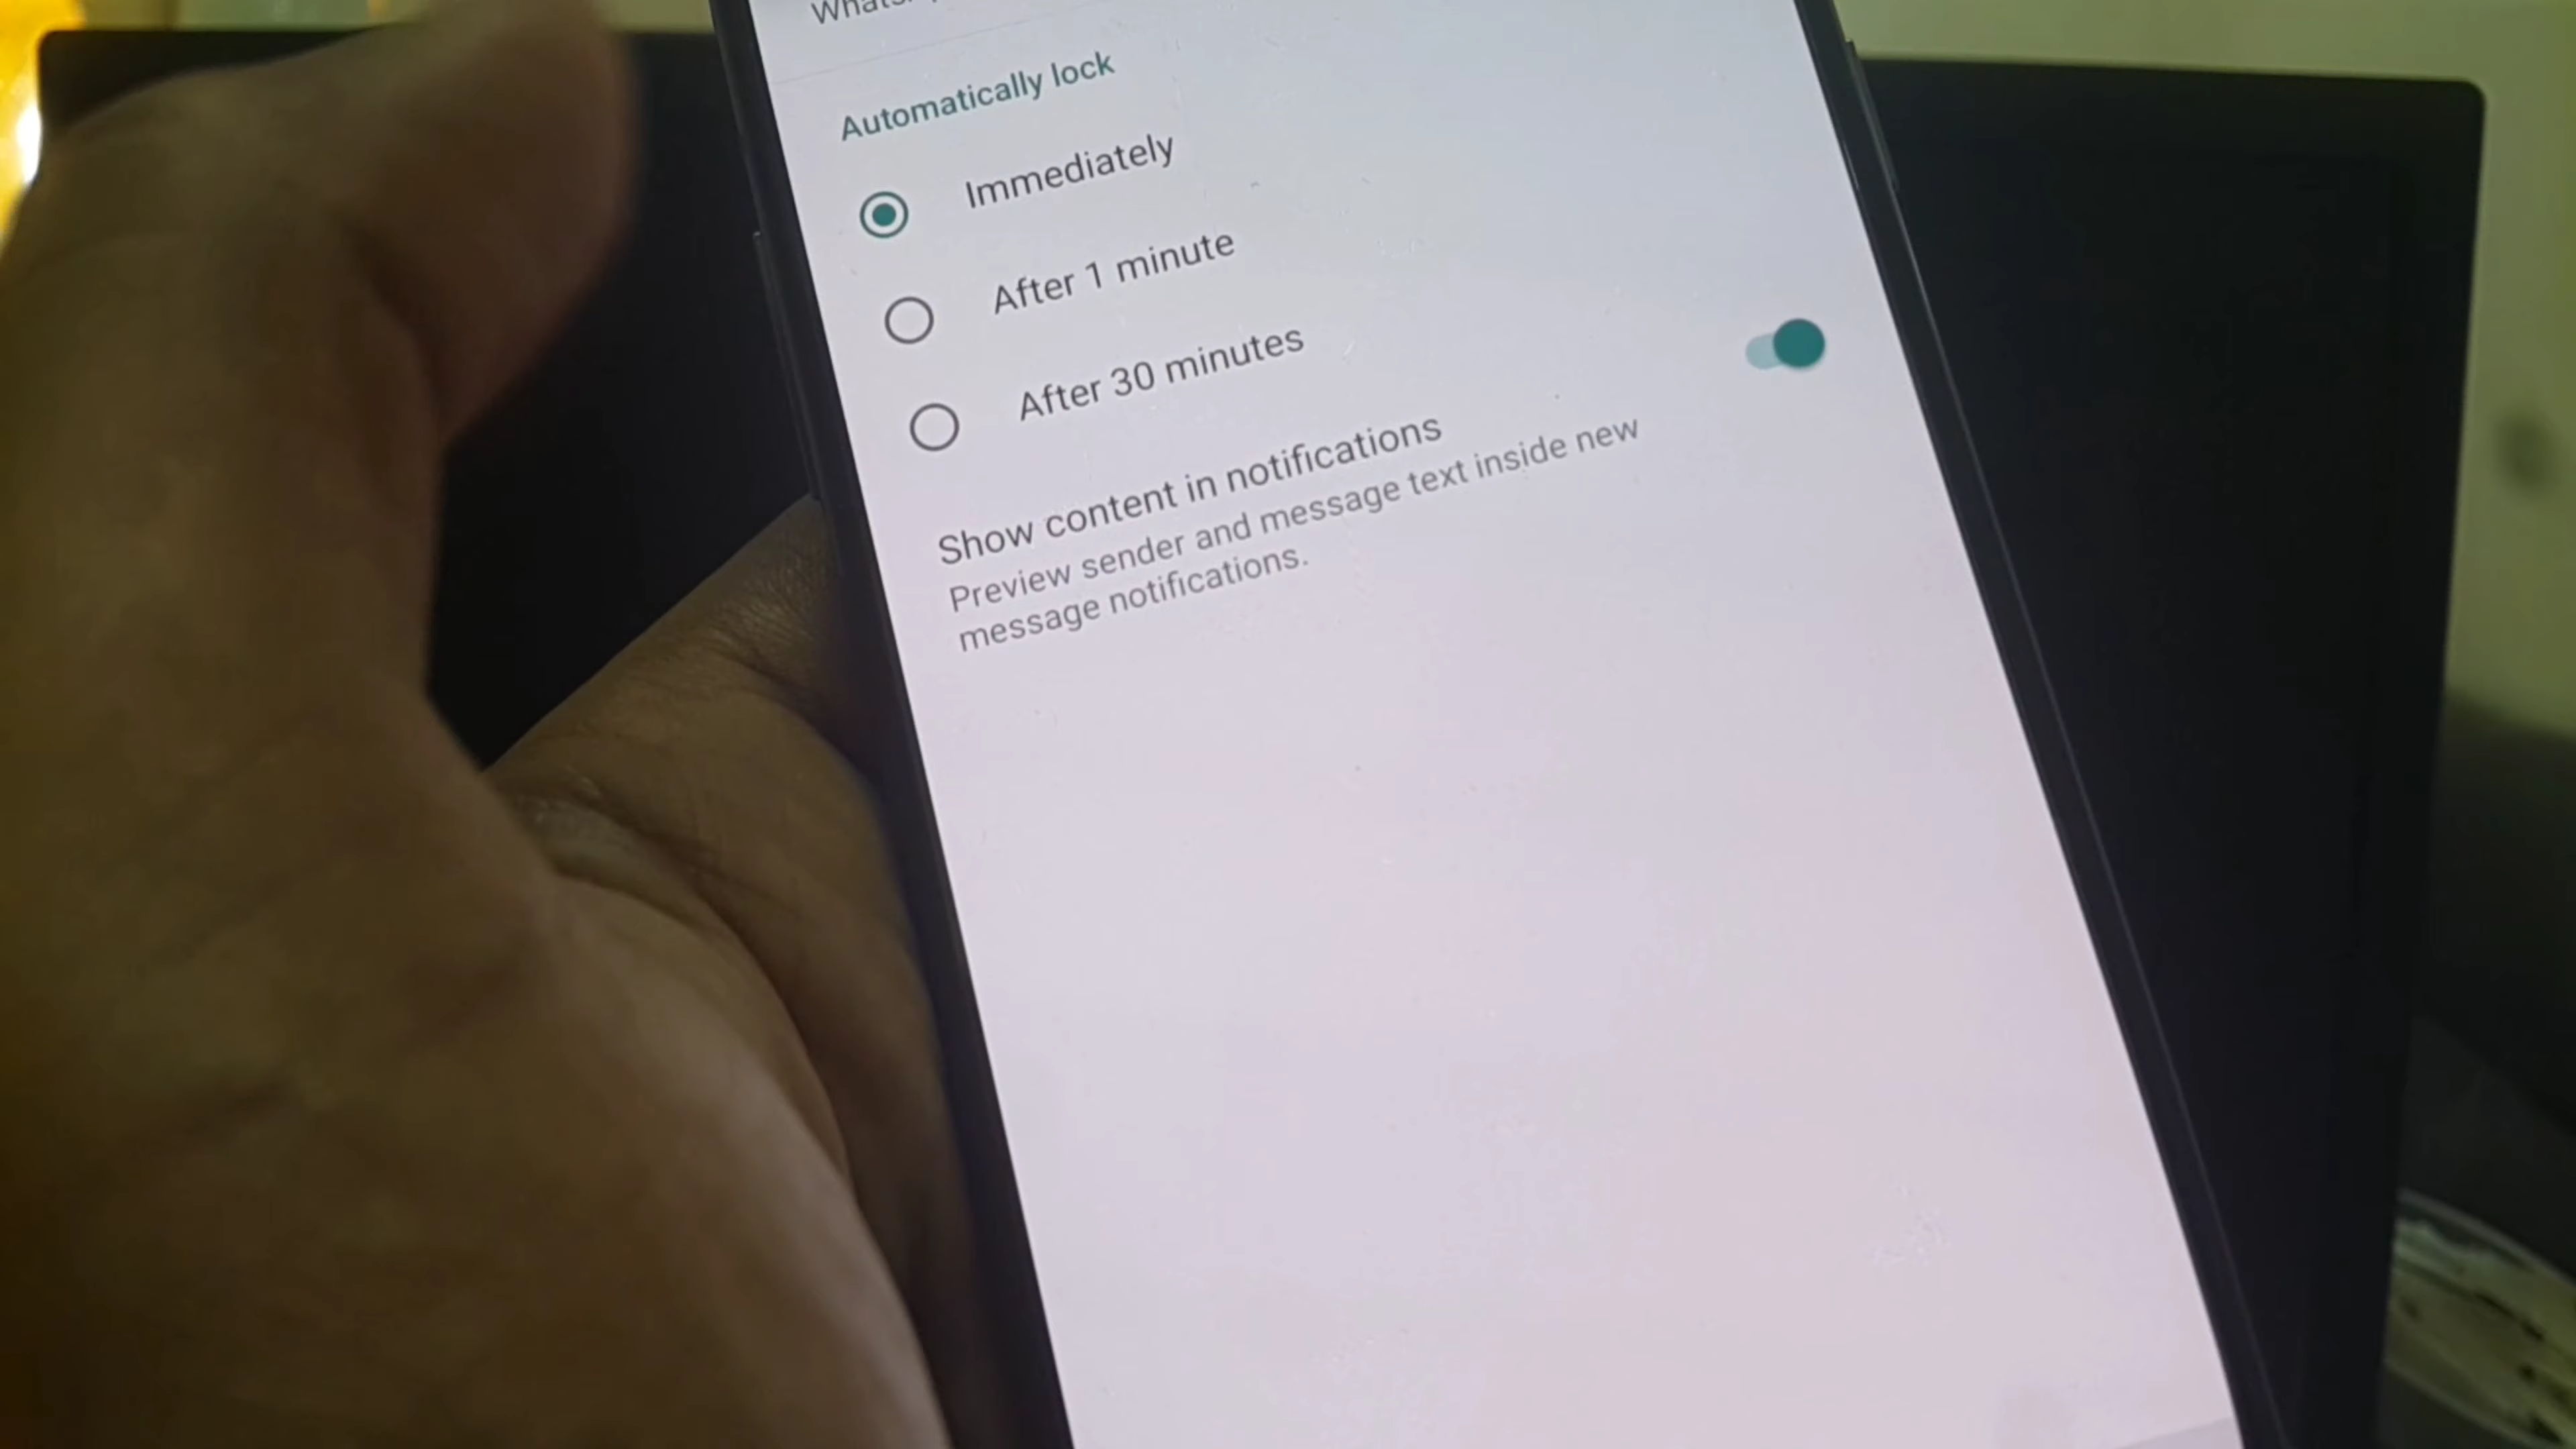 Automatically lock
Immediately
After 1 minute
After 30 minutes
Show content in notifications
Preview sender and message text inside new
message notifications.